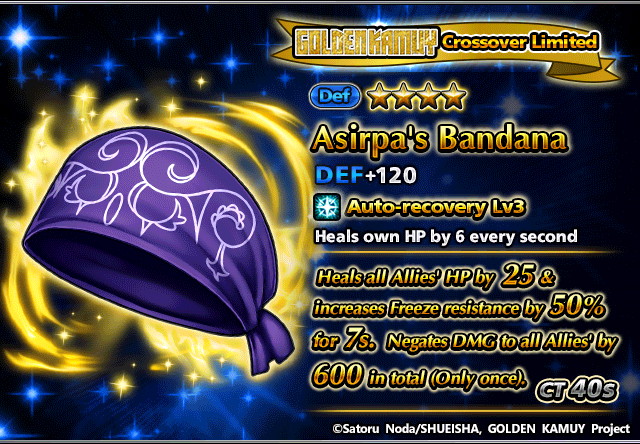 GOLDEN KAMUY Crossover Limited
Def
Asirpa's Bandana
DEF+120
Auto-recovery Lv3
Heals own HP by 6 every second
Heals all Allies' HP by 25 &
increases Freeze resistance by 50%
for 7s. Negates DMG to all Allies' by
600 in total (Only once). CT 40s
©Satoru Noda/SHUEISHA, GOLDEN KAMUY Project